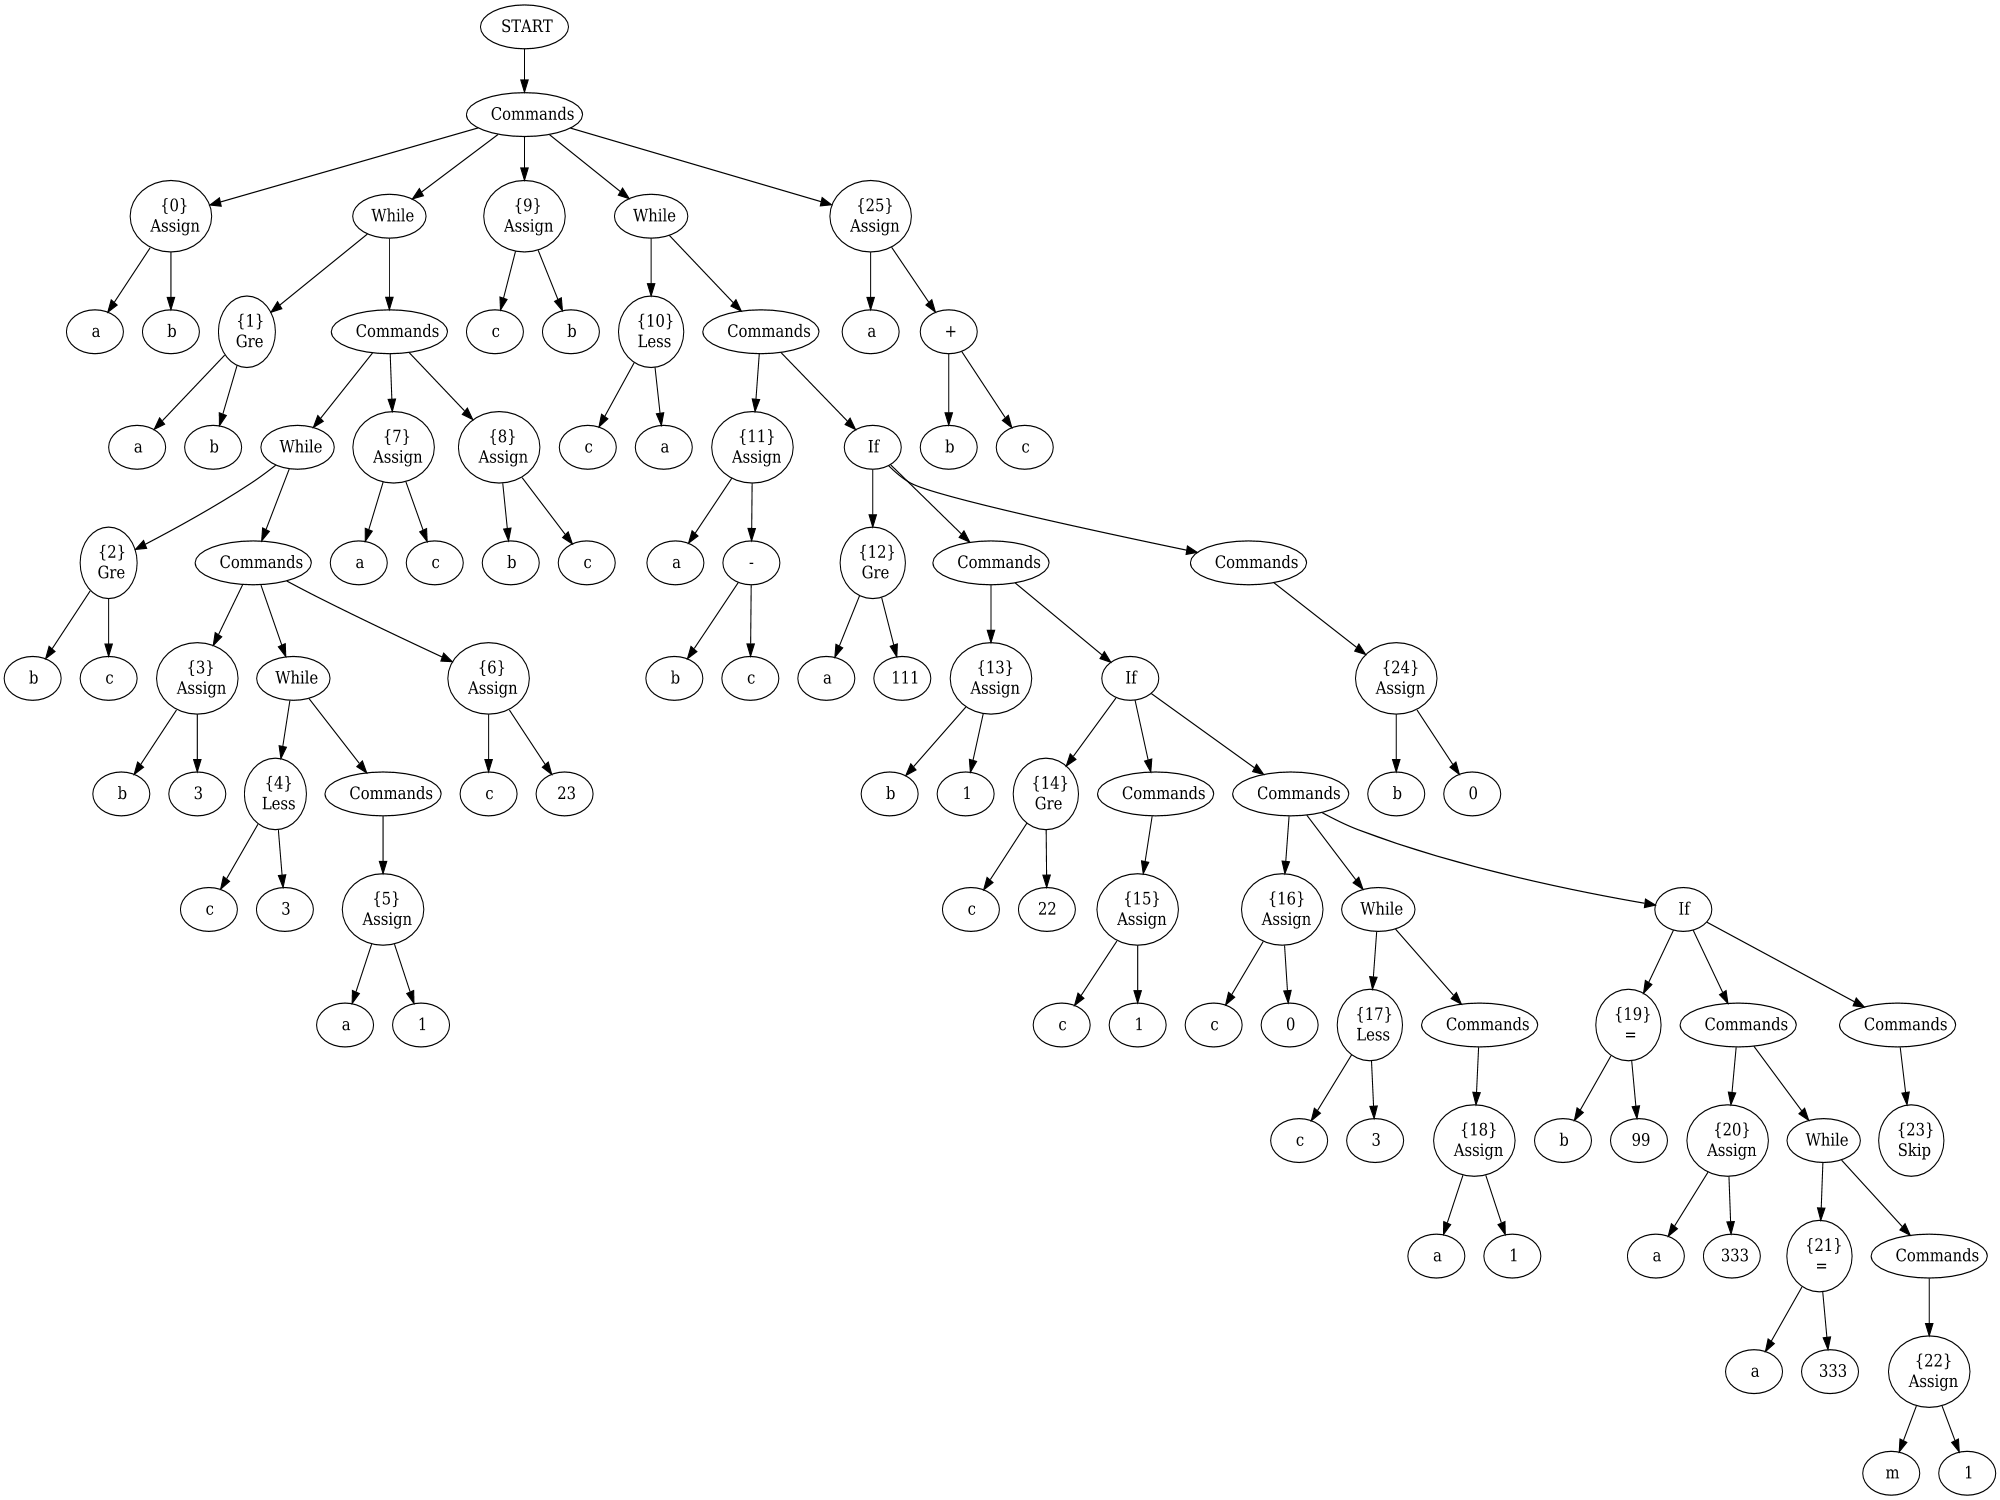 START
Commands
{0}
Assign
While
{9}
Assign
While
{25}
Assign
a
b
{1}
Gre
Commands
c
b
{10}
Less
Commands
a
+
a
b
While
{7}
Assign
{8}
Assign
c
a
{11}
Assign
If
b
c
{2}
Gre
Commands
a
c
b
c
a
-
{12}
Gre
Commands
Commands
b
c
{3}
Assign
While
{6}
Assign
b
c
a
111
{13}
Assign
If
{24}
Assign
b
3
{4}
Less
Commands
c
23
b
1
{14}
Gre
Commands
Commands
b
0
c
3
{5}
Assign
c
22
{15}
Assign
{16}
Assign
While
If
a
1
c
1
c
0
{17}
Less
Commands
{19}
=
Commands
Commands
c
3
{18}
Assign
b
99
{20}
Assign
While
{23}
Skip
a
1
a
333
{21}
=
Commands
a
333
{22}
Assign
m
1